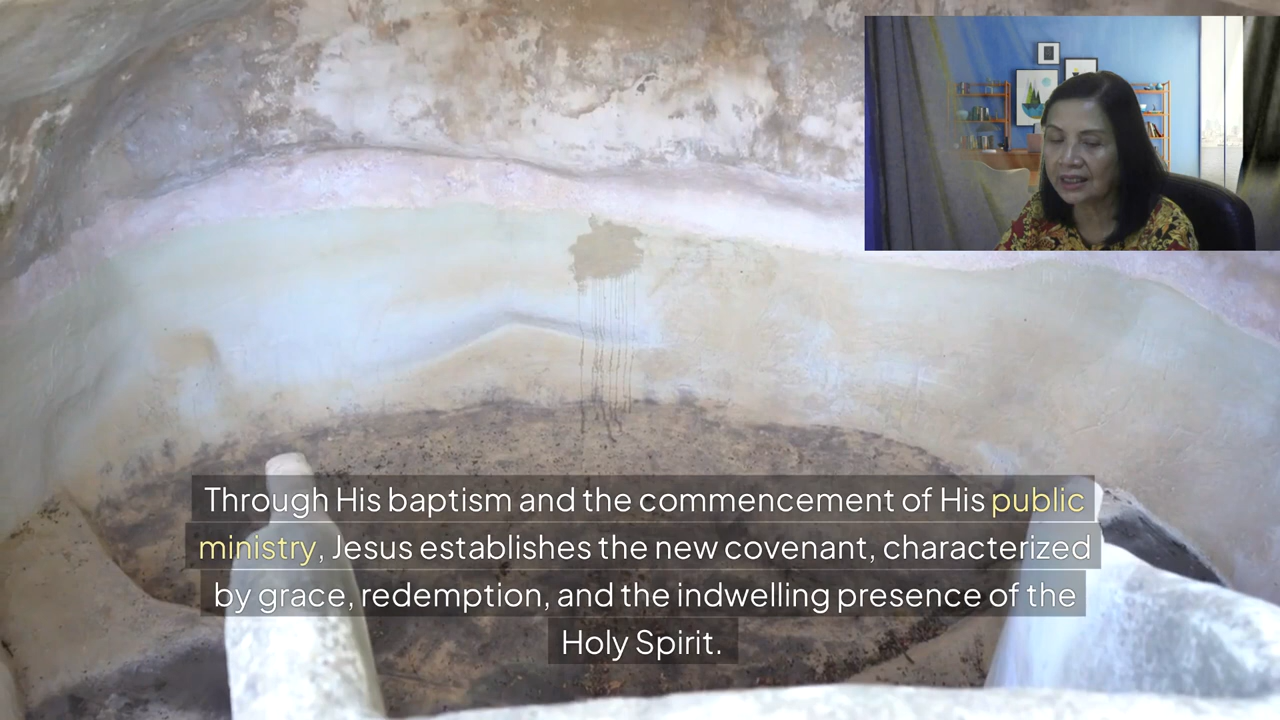 Through His baptism and the commencement of His public
ministry, Jesus establishes the new covenant, characterized
by grace, redemption, and the indwelling presence of the
Holy Spirit.